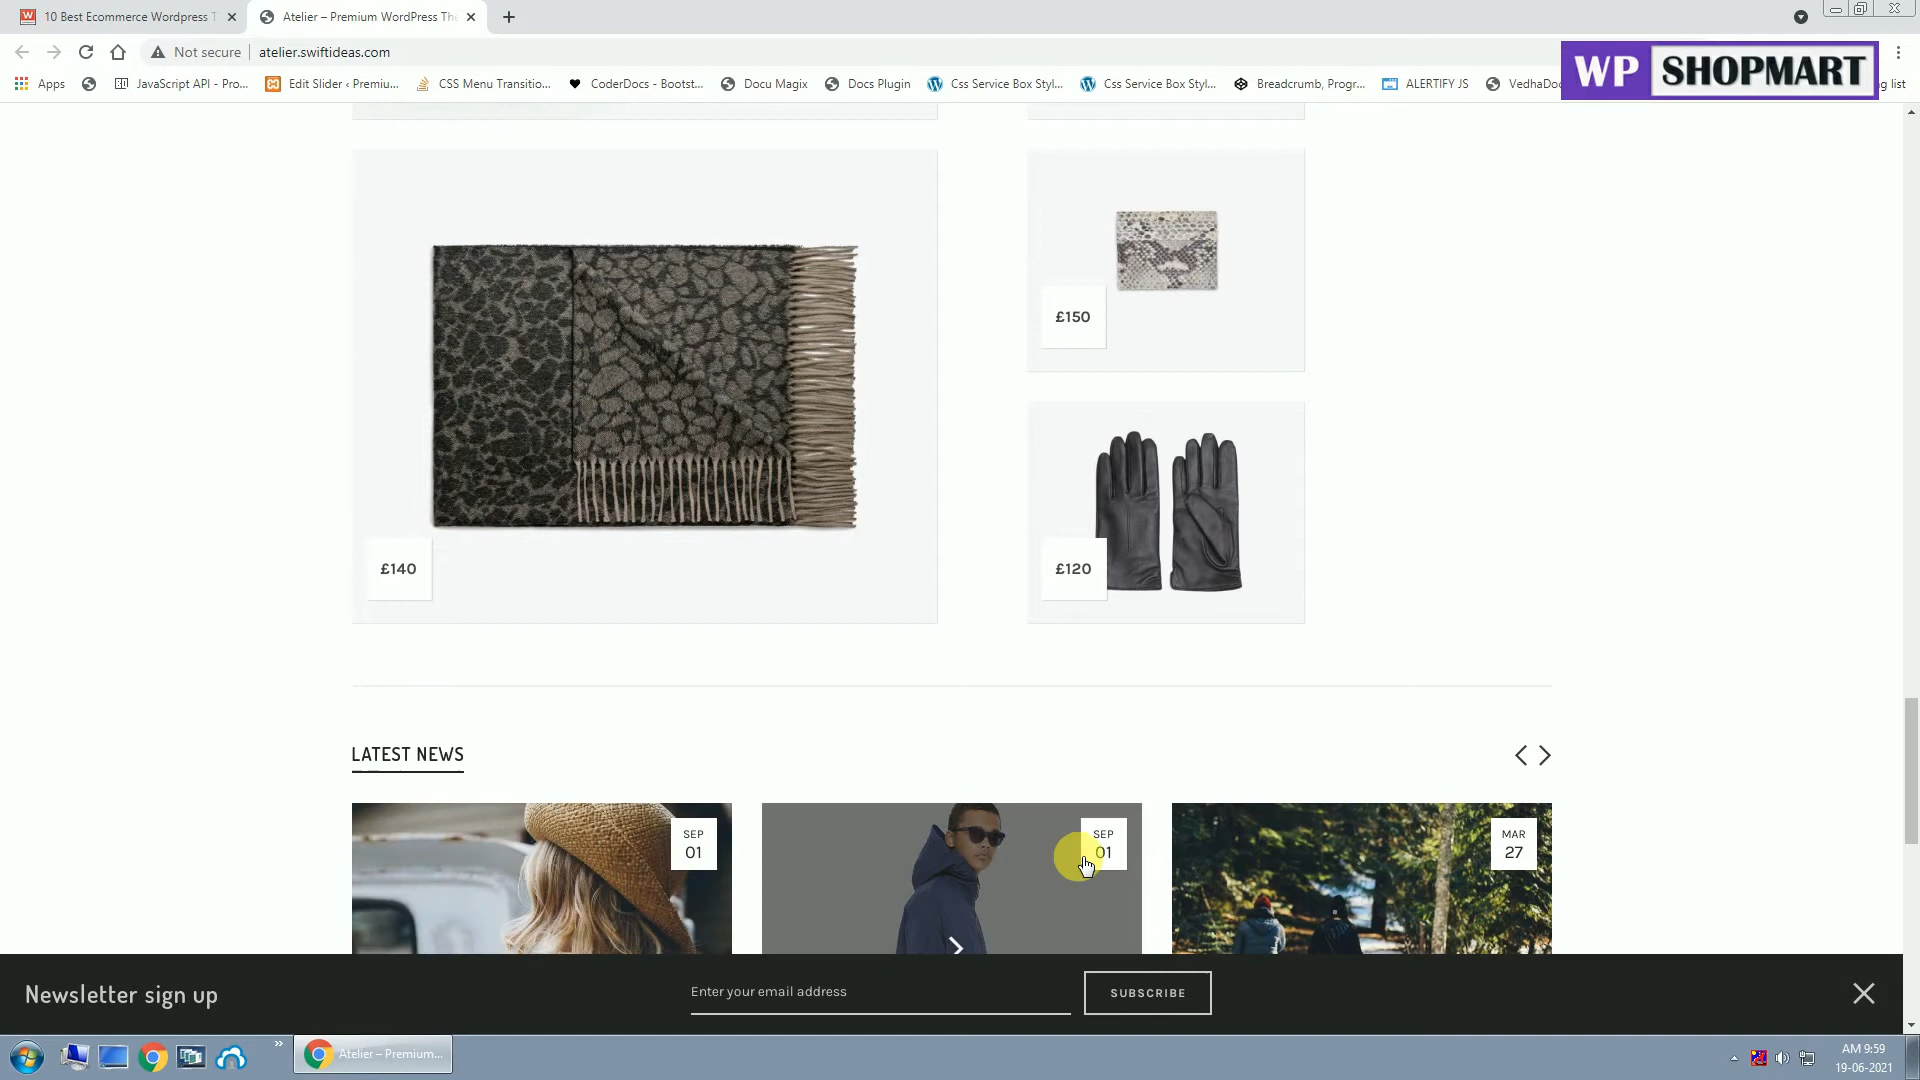 10 Best Ecommerce Wordpress T
Atelier – Premium WordPress The
Not secure
atelier.swiftideas.com
WP SHOPMART
Apps
JavaScript API - Pro...
Edit Slider ‹ Premiu...
CSS Menu Transitio...
CoderDocs - Bootst...
Docu Magix
Docs Plugin
Css Service Box Styl...
Css Service Box Styl...
Breadcrumb, Progr...
ALERTIFY JS
VedhaDoc
g list
£150
£140
£120
LATEST NEWS
SEP
01
SEP
01
MAR
27
Newsletter sign up
Enter your email address
SUBSCRIBE
Atelier – Premium...
AM 9:59
19-06-2021